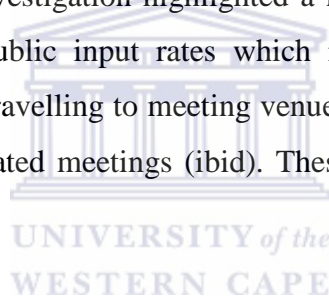 vestigation highlighted a
ublic input rates which
ravelling to meeting venue
ated meetings (ibid). Thes
UNIVERSITY of the
WESTERN CAPE